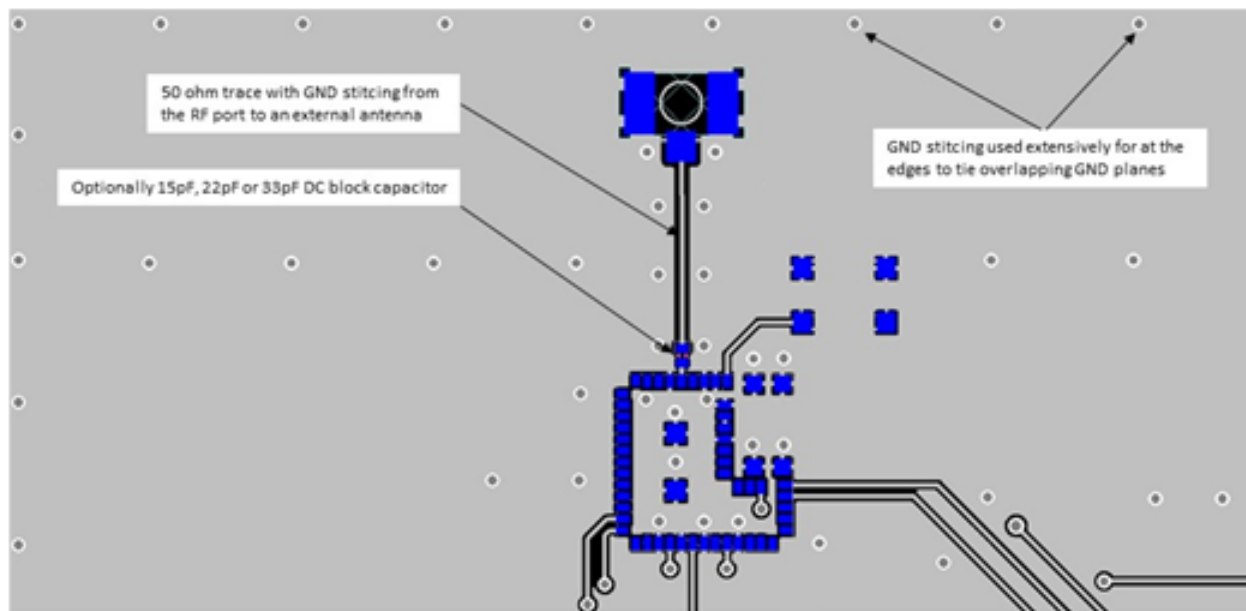 50 ohm trace with GND stitcing from
the RF port to an external antenna
Optionally 15pF, 22pF or 33pF DC block capacitor
GND stitcing used extensively for at the
edges to tie overlapping GND planes